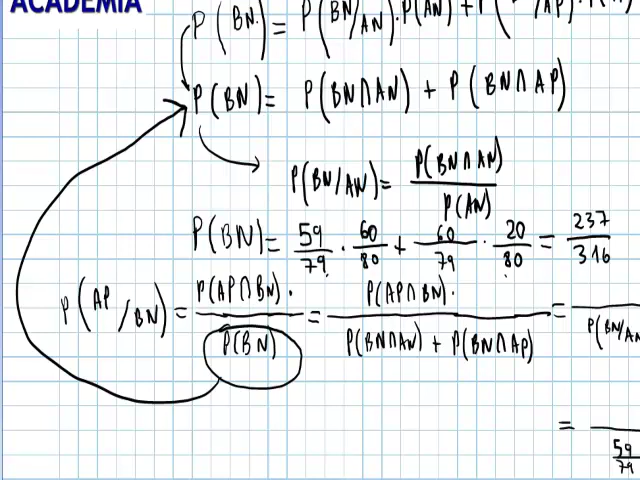 ACADEMIA
P(BN) = P(BN/AN)·P(AN) + P(
P(BN) = P(BN∩AN) + P(BN∩AP)
P(BN/AN) = P(BN∩AN) / P(AN)
P(BN) = 59/79 · 60/80 + 60/79 · 20/80 = 237/316
P(AP/BN) = P(AP∩BN)· / P(BN) = P(AP∩BN)· / P(BN∩AN) + P(BN∩AP) = / P(BN/AN
= / 59/79